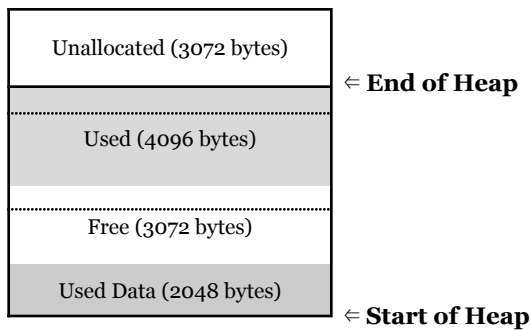 Unallocated (3072 bytes)
⇐ End of Heap
Used (4096 bytes)
Free (3072 bytes)
Used Data (2048 bytes)
⇐ Start of Heap